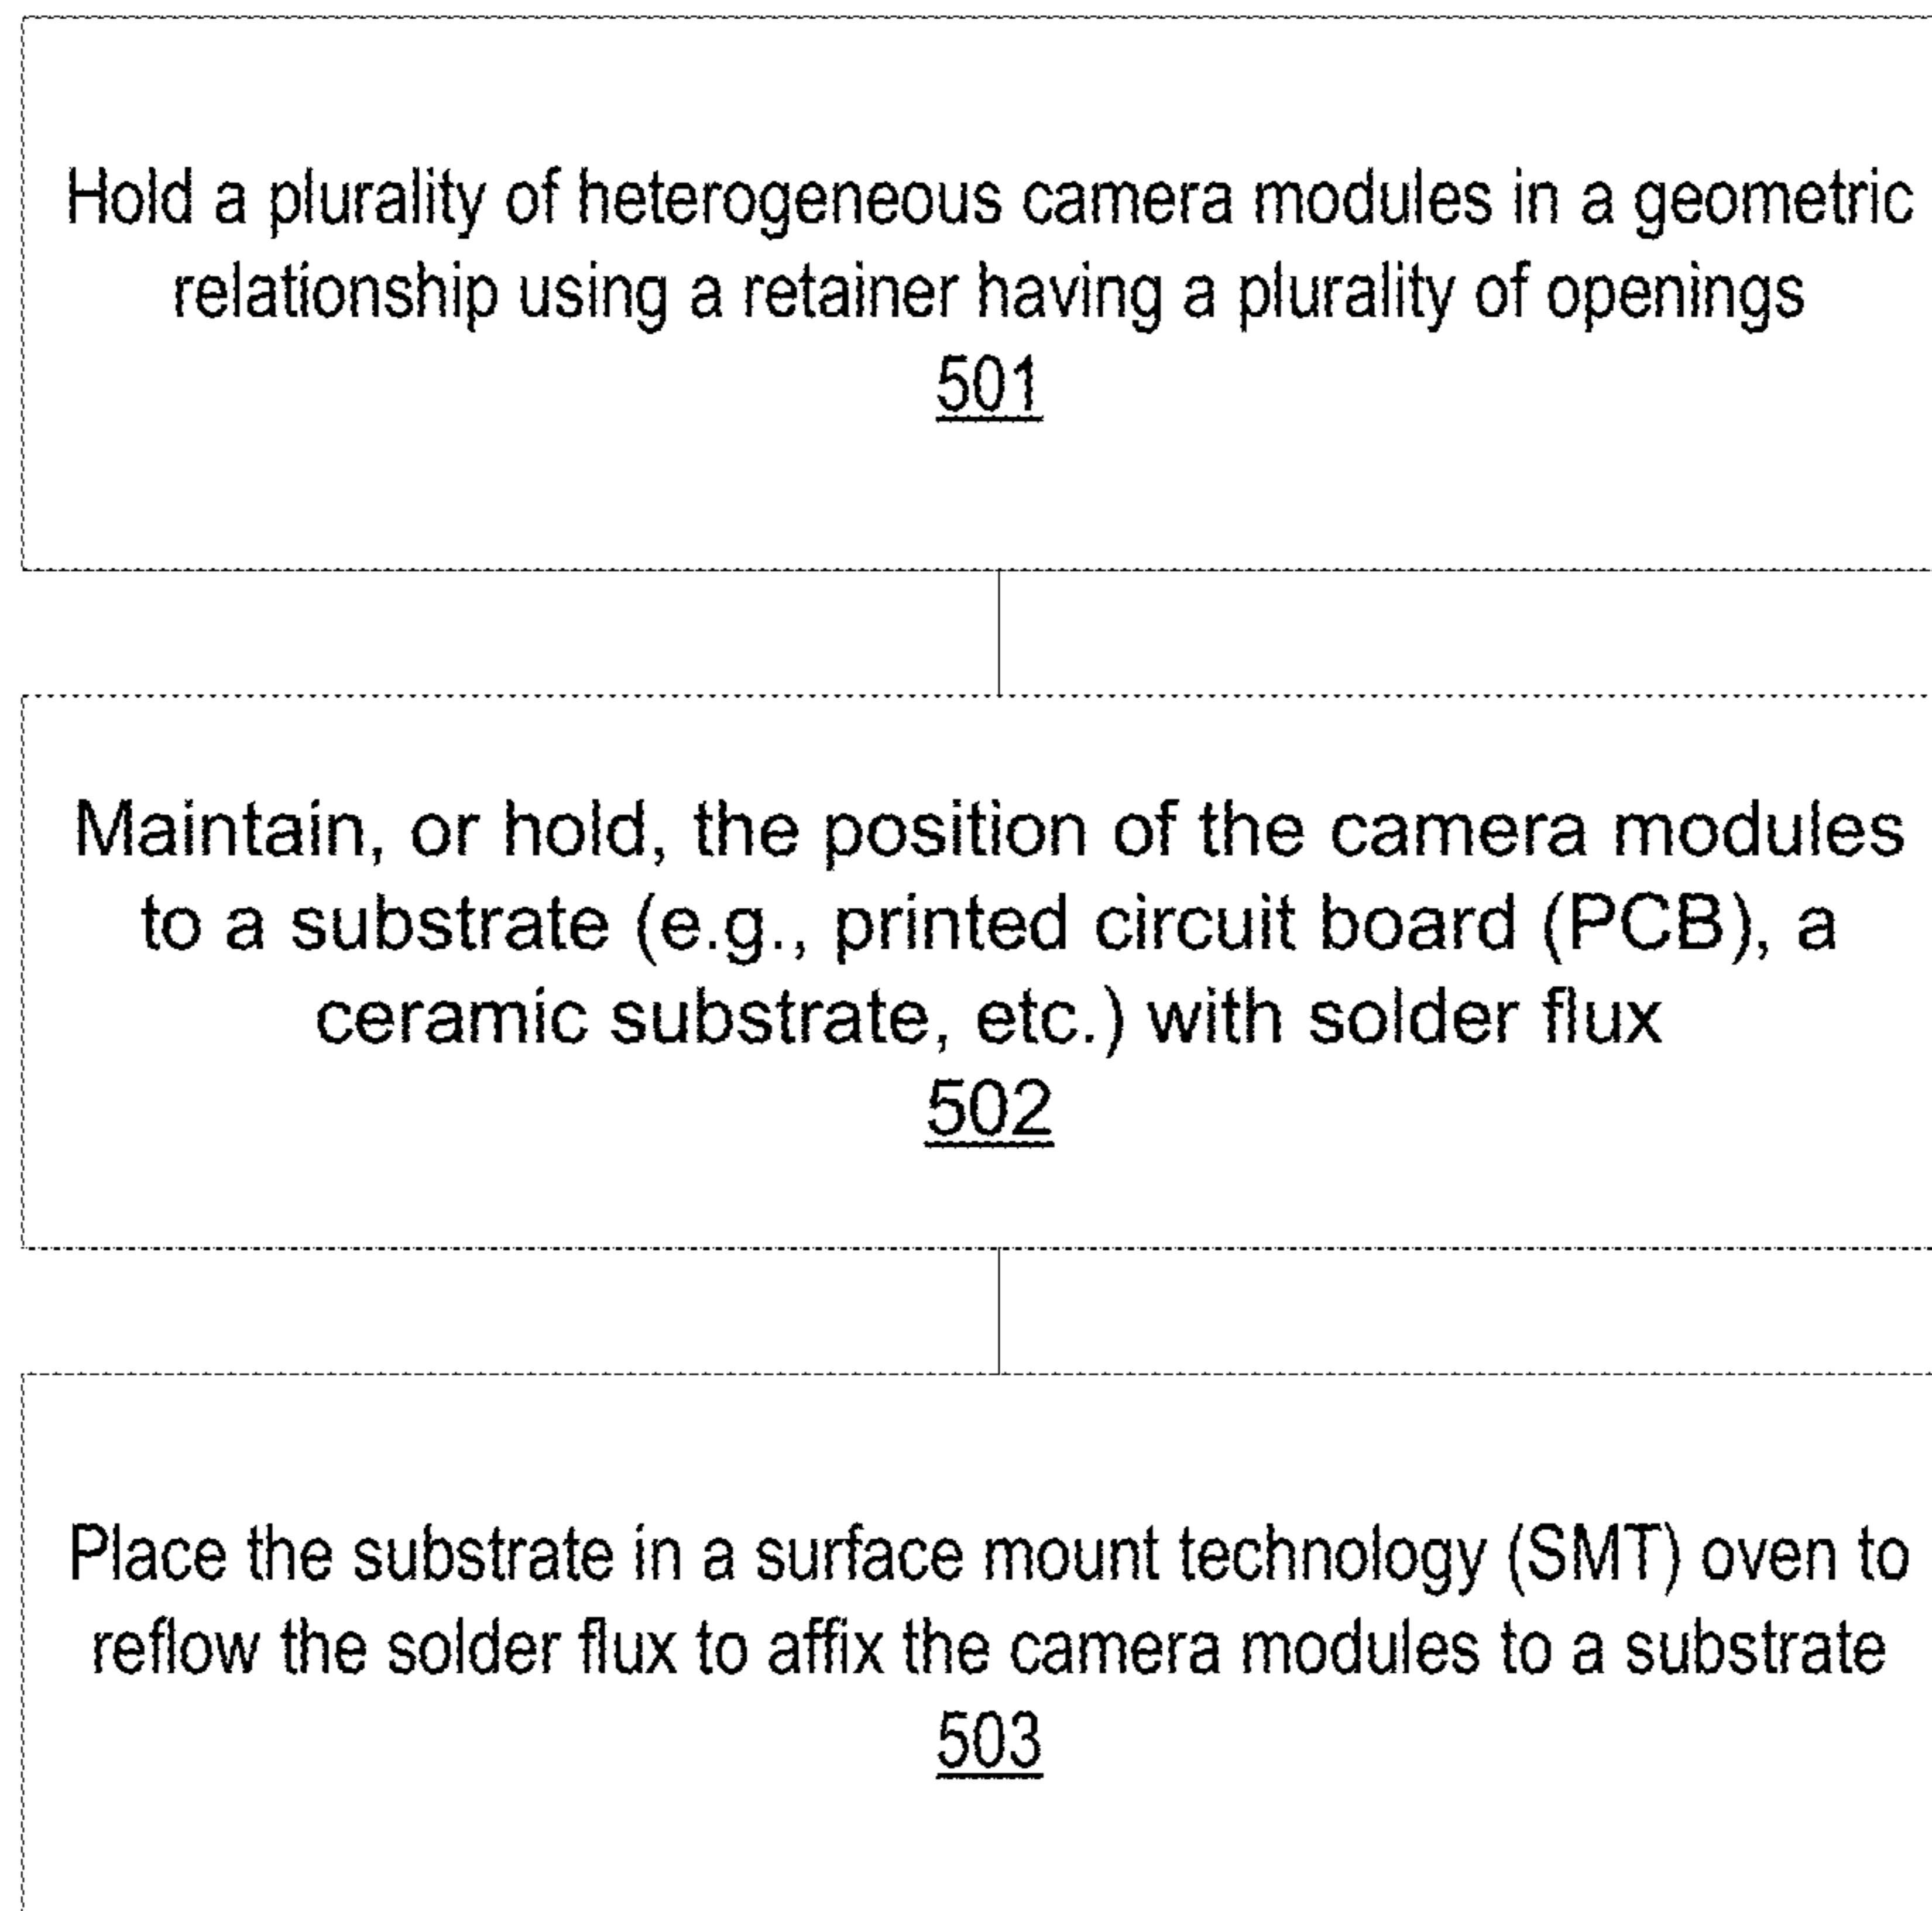 Hold a plurality of heterogeneous camera modules in a geometric
relationship using a retainer having a plurality of openings
501
Maintain, or hold, the position of the camera modules
to a substrate (e.g., printed circuit board (PCB), a
ceramic substrate, etc.) with solder flux
502
Place the substrate in a surface mount technology (SMT) oven to
reflow the solder flux to affix the camera modules to a substrate
503